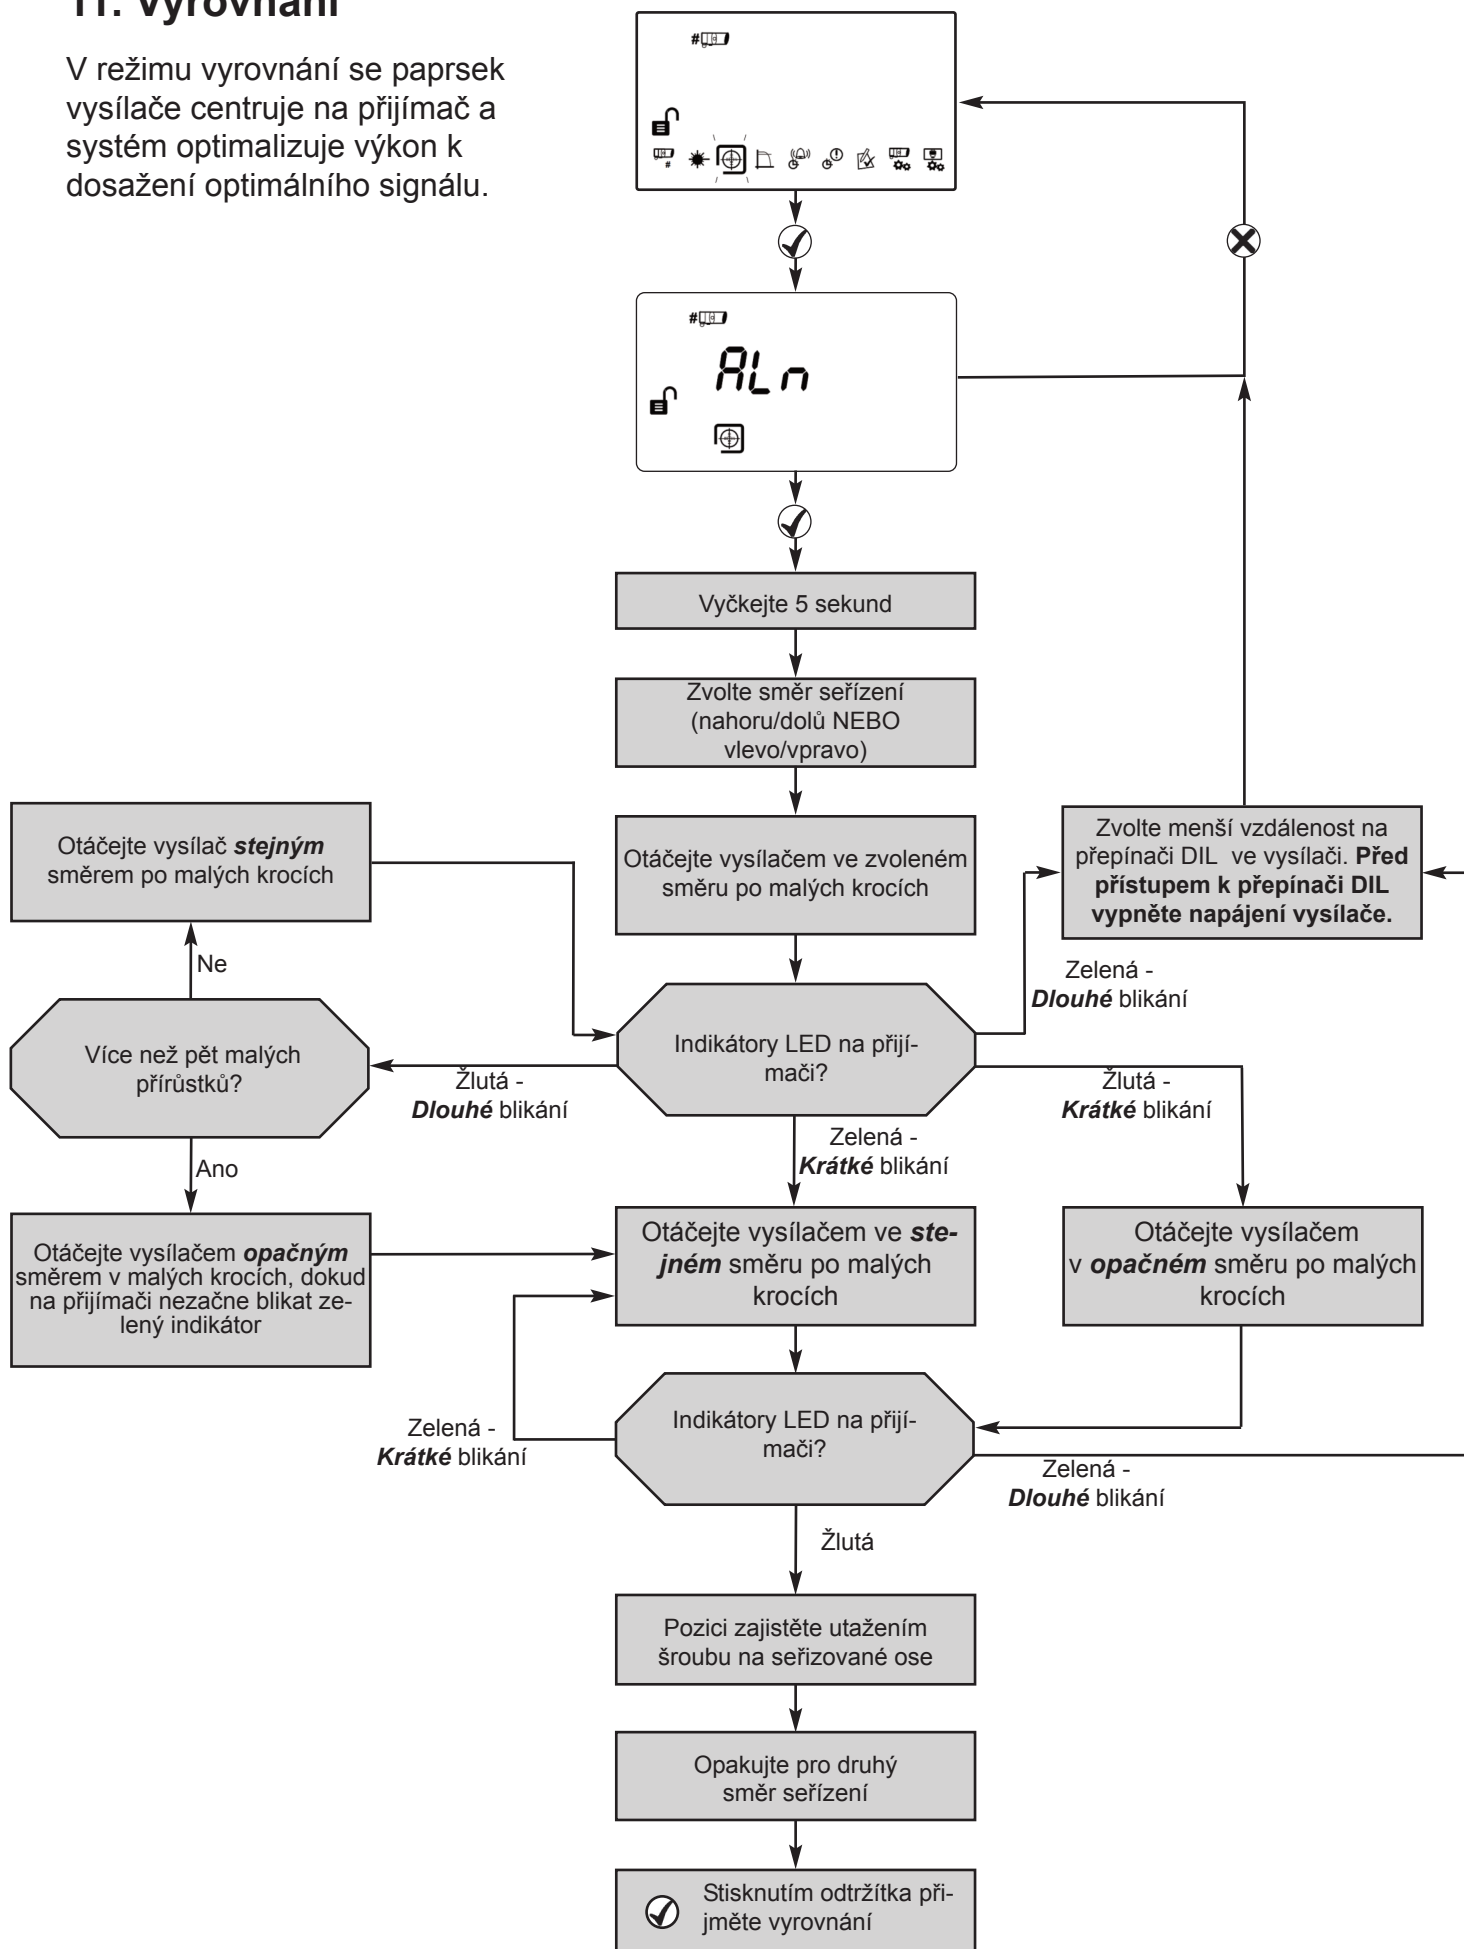 11. Vyrovnání
V režimu vyrovnání se paprsek
vysílače centruje na přijímač a
systém optimalizuje výkon k
dosažení optimálního signálu.
#
#
#
ALn
Vyčkejte 5 sekund
Zvolte směr seřízení
(nahoru/dolů NEBO
vlevo/vpravo)
Otáčejte vysílač stejným
směrem po malých krocích
Otáčejte vysílačem ve zvoleném
směru po malých krocích
Zvolte menší vzdálenost na
přepínači DIL ve vysílači. Před
přístupem k přepínači DIL
vypněte napájení vysílače.
Ne
Zelená -
Dlouhé blikání
Více než pět malých
přírůstků?
Indikátory LED na přijí-
mači?
Žlutá -
Dlouhé blikání
Žlutá -
Krátké blikání
Zelená -
Krátké blikání
Ano
Otáčejte vysílačem opačným
směrem v malých krocích, dokud
na přijímači nezačne blikat ze-
lený indikátor
Otáčejte vysílačem ve ste-
jném směru po malých
krocích
Otáčejte vysílačem
v opačném směru po malých
krocích
Zelená -
Krátké blikání
Indikátory LED na přijí-
mači?
Zelená -
Dlouhé blikání
Žlutá
Pozici zajistěte utažením
šroubu na seřizované ose
Opakujte pro druhý
směr seřízení
Stisknutím odtržítka při-
jměte vyrovnání